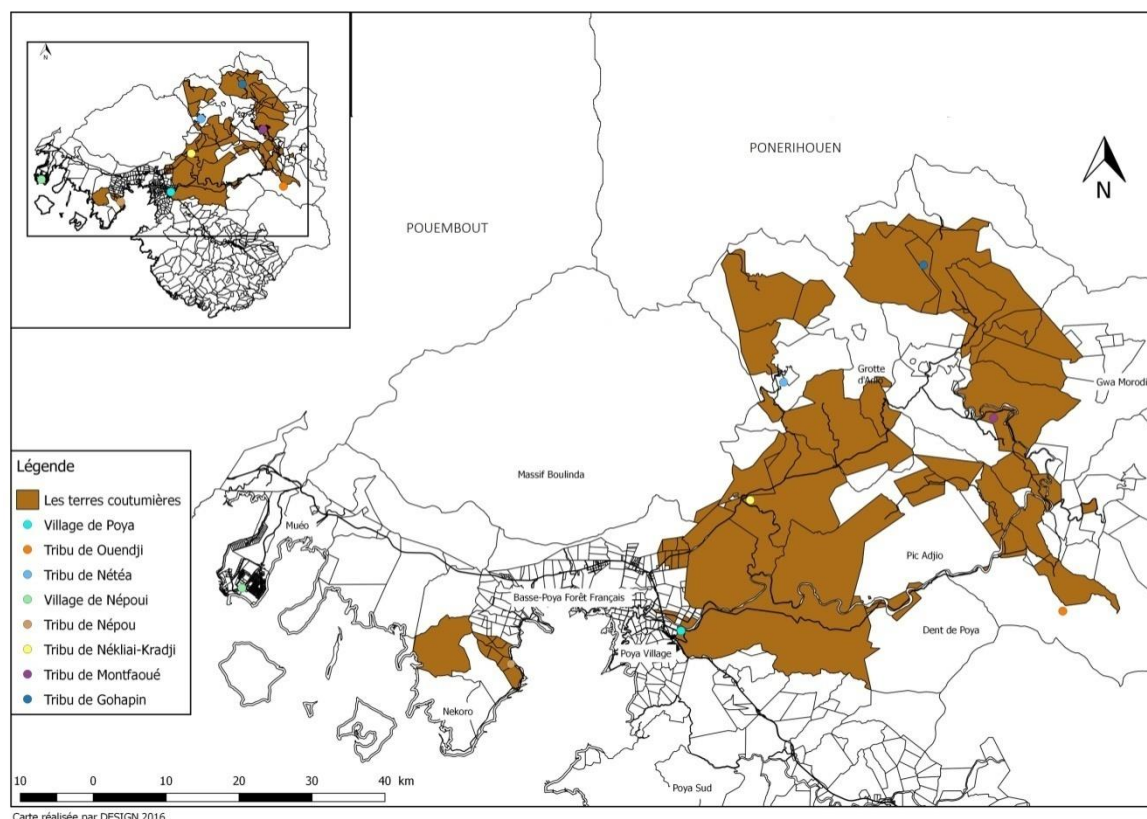 N
PONERIHOUEN
N
POUEMBOUT
Grotte
d'Adio
Gwa Morodi
Massif Boulinda
Légende
Les terres coutumières
Village de Poya
Tribu de Ouendji
Tribu de Nétéa
Village de Népoui
Tribu de Népou
Tribu de Nékliai-Kradji
Tribu de Montfaoué
Tribu de Gohapin
Muéo
Pic Adjio
Basse-Poya Forêt Français
Dent de Poya
Poya Village
Nekoro
Poya Sud
10 0 10 20 30 40 km
Carte réalisée par DESIGN 2016